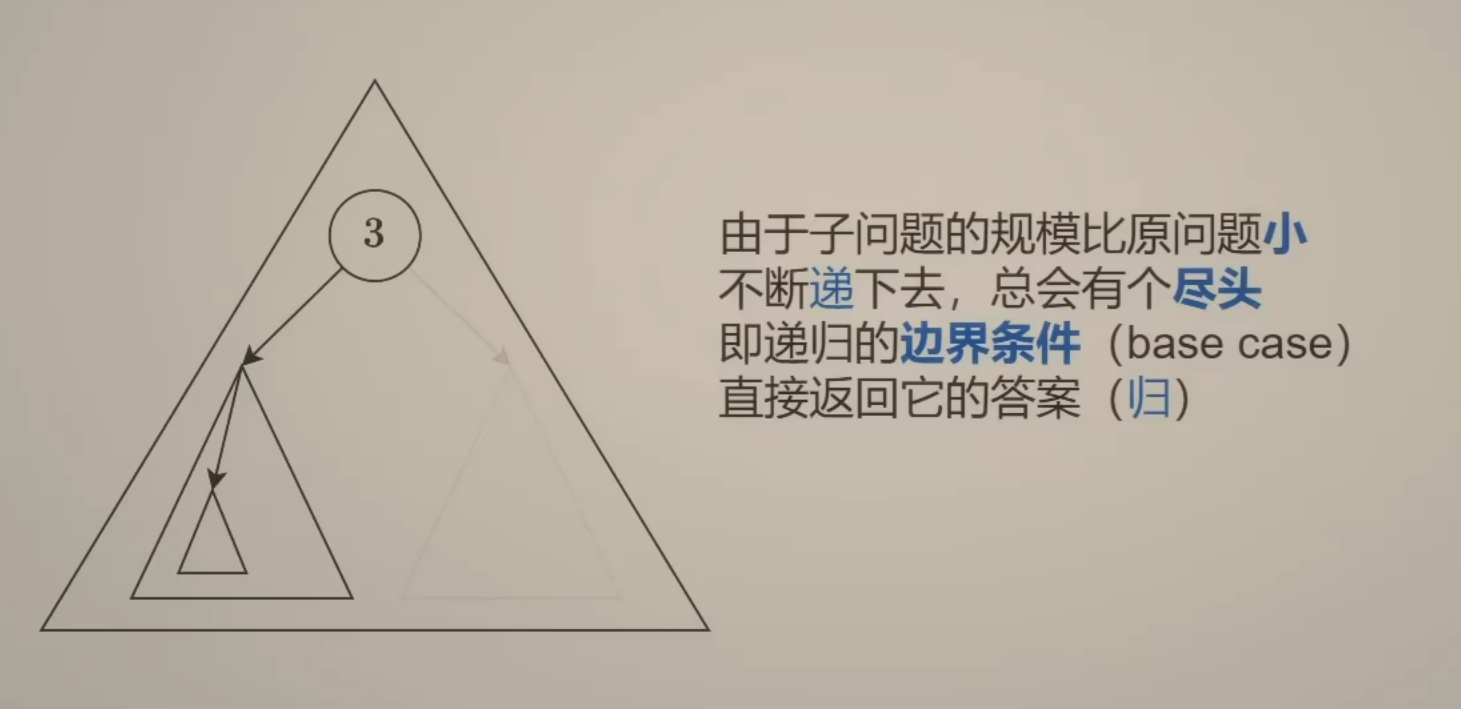 3
由于子问题的规模比原问题小
不断递下去，总会有个尽头
即递归的边界条件（base case）
直接返回它的答案（归）